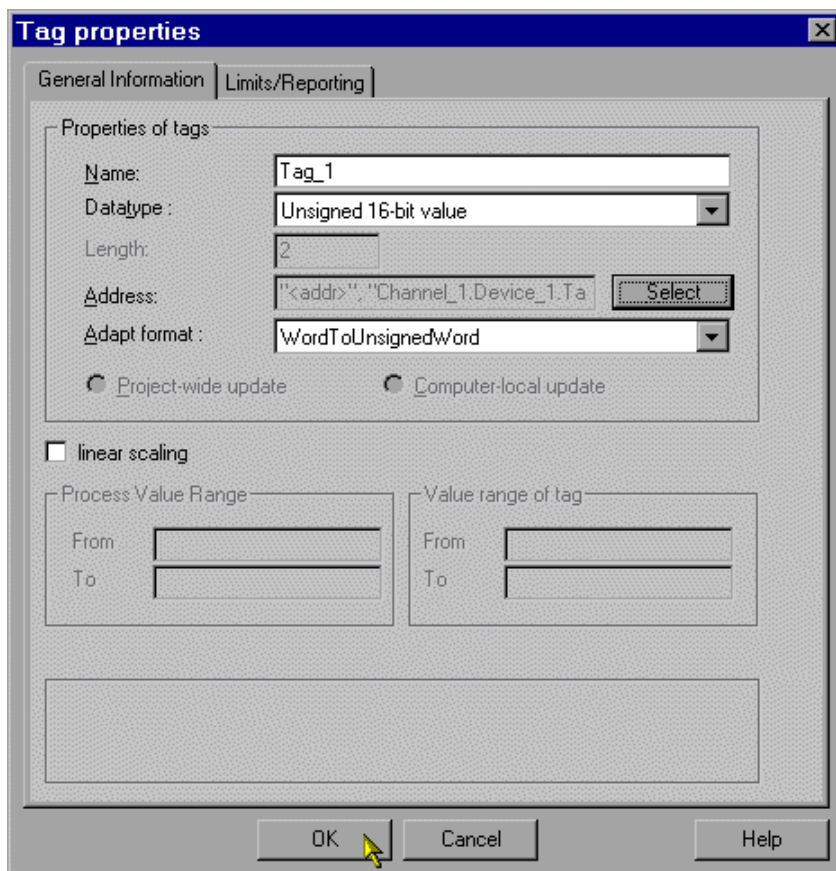 Tag properties
General Information Limits/Reporting
Properties of tags
Name: Tag_1
Datatype : Unsigned 16-bit value
Length: 2
Address: "<addr>", "Channel_1.Device_1.Ta Select
Adapt format : WordToUnsignedWord
Project-wide update Computer-local update
linear scaling
Process Value Range Value range of tag
From From
To To
OK Cancel Help